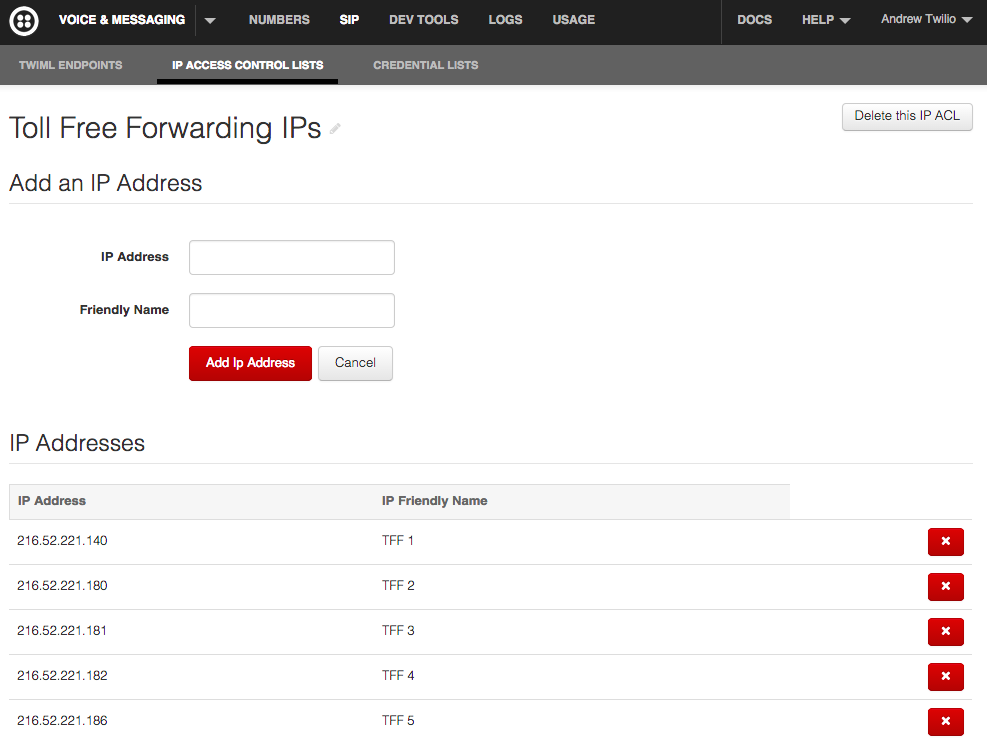 VOICE & MESSAGING NUMBERS SIP DEV TOOLS LOGS USAGE DOCS HELP Andrew Twilio
TWIML ENDPOINTS IP ACCESS CONTROL LISTS CREDENTIAL LISTS
Toll Free Forwarding IPs
Delete this IP ACL
Add an IP Address
IP Address
Friendly Name
Add Ip Address Cancel
IP Addresses
IP Address IP Friendly Name
216.52.221.140 TFF 1
216.52.221.180 TFF 2
216.52.221.181 TFF 3
216.52.221.182 TFF 4
216.52.221.186 TFF 5